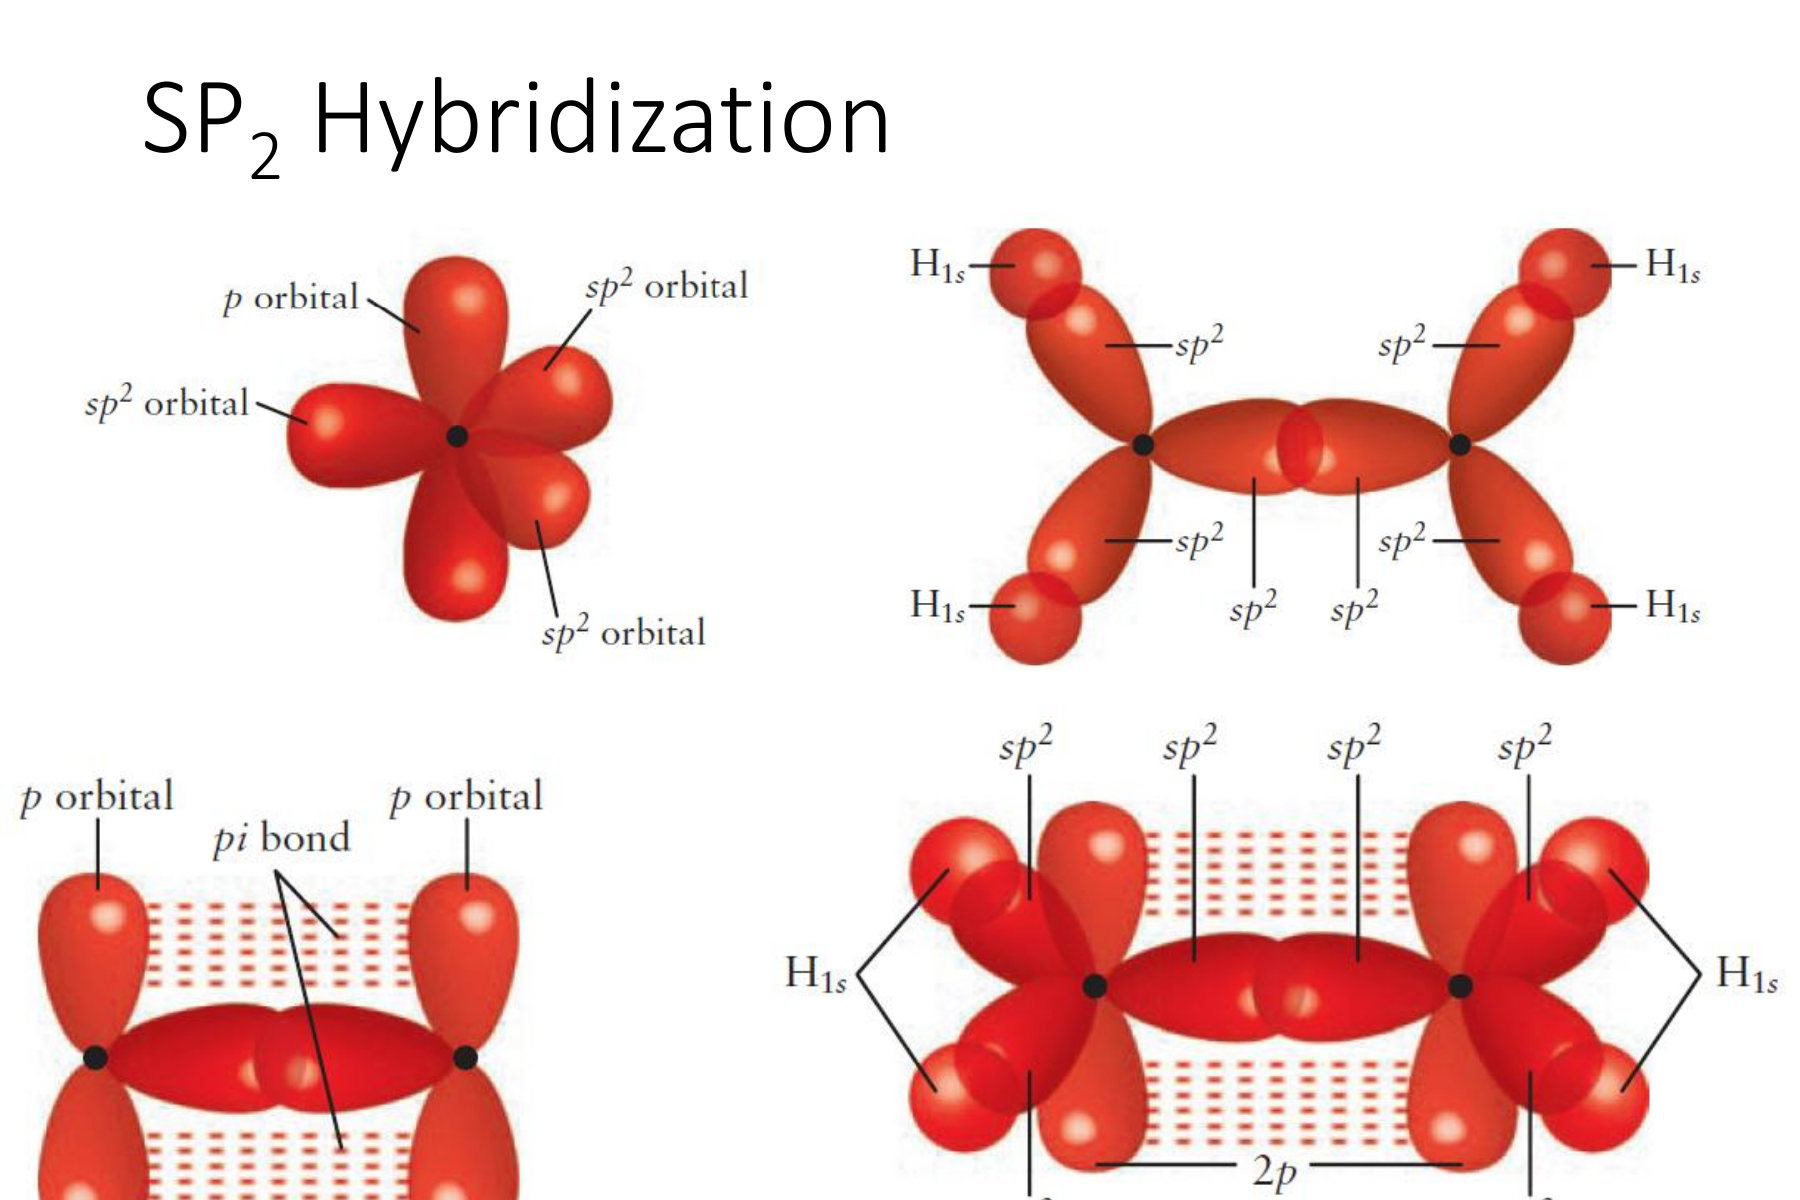 SP₂ Hybridization
p orbital
sp² orbital
sp² orbital
sp² orbital
H₁s
H₁s
sp²
sp²
sp²
sp²
H₁s
H₁s
sp²
sp²
p orbital
p orbital
pi bond
sp²
sp²
sp²
sp²
H₁s
H₁s
2p